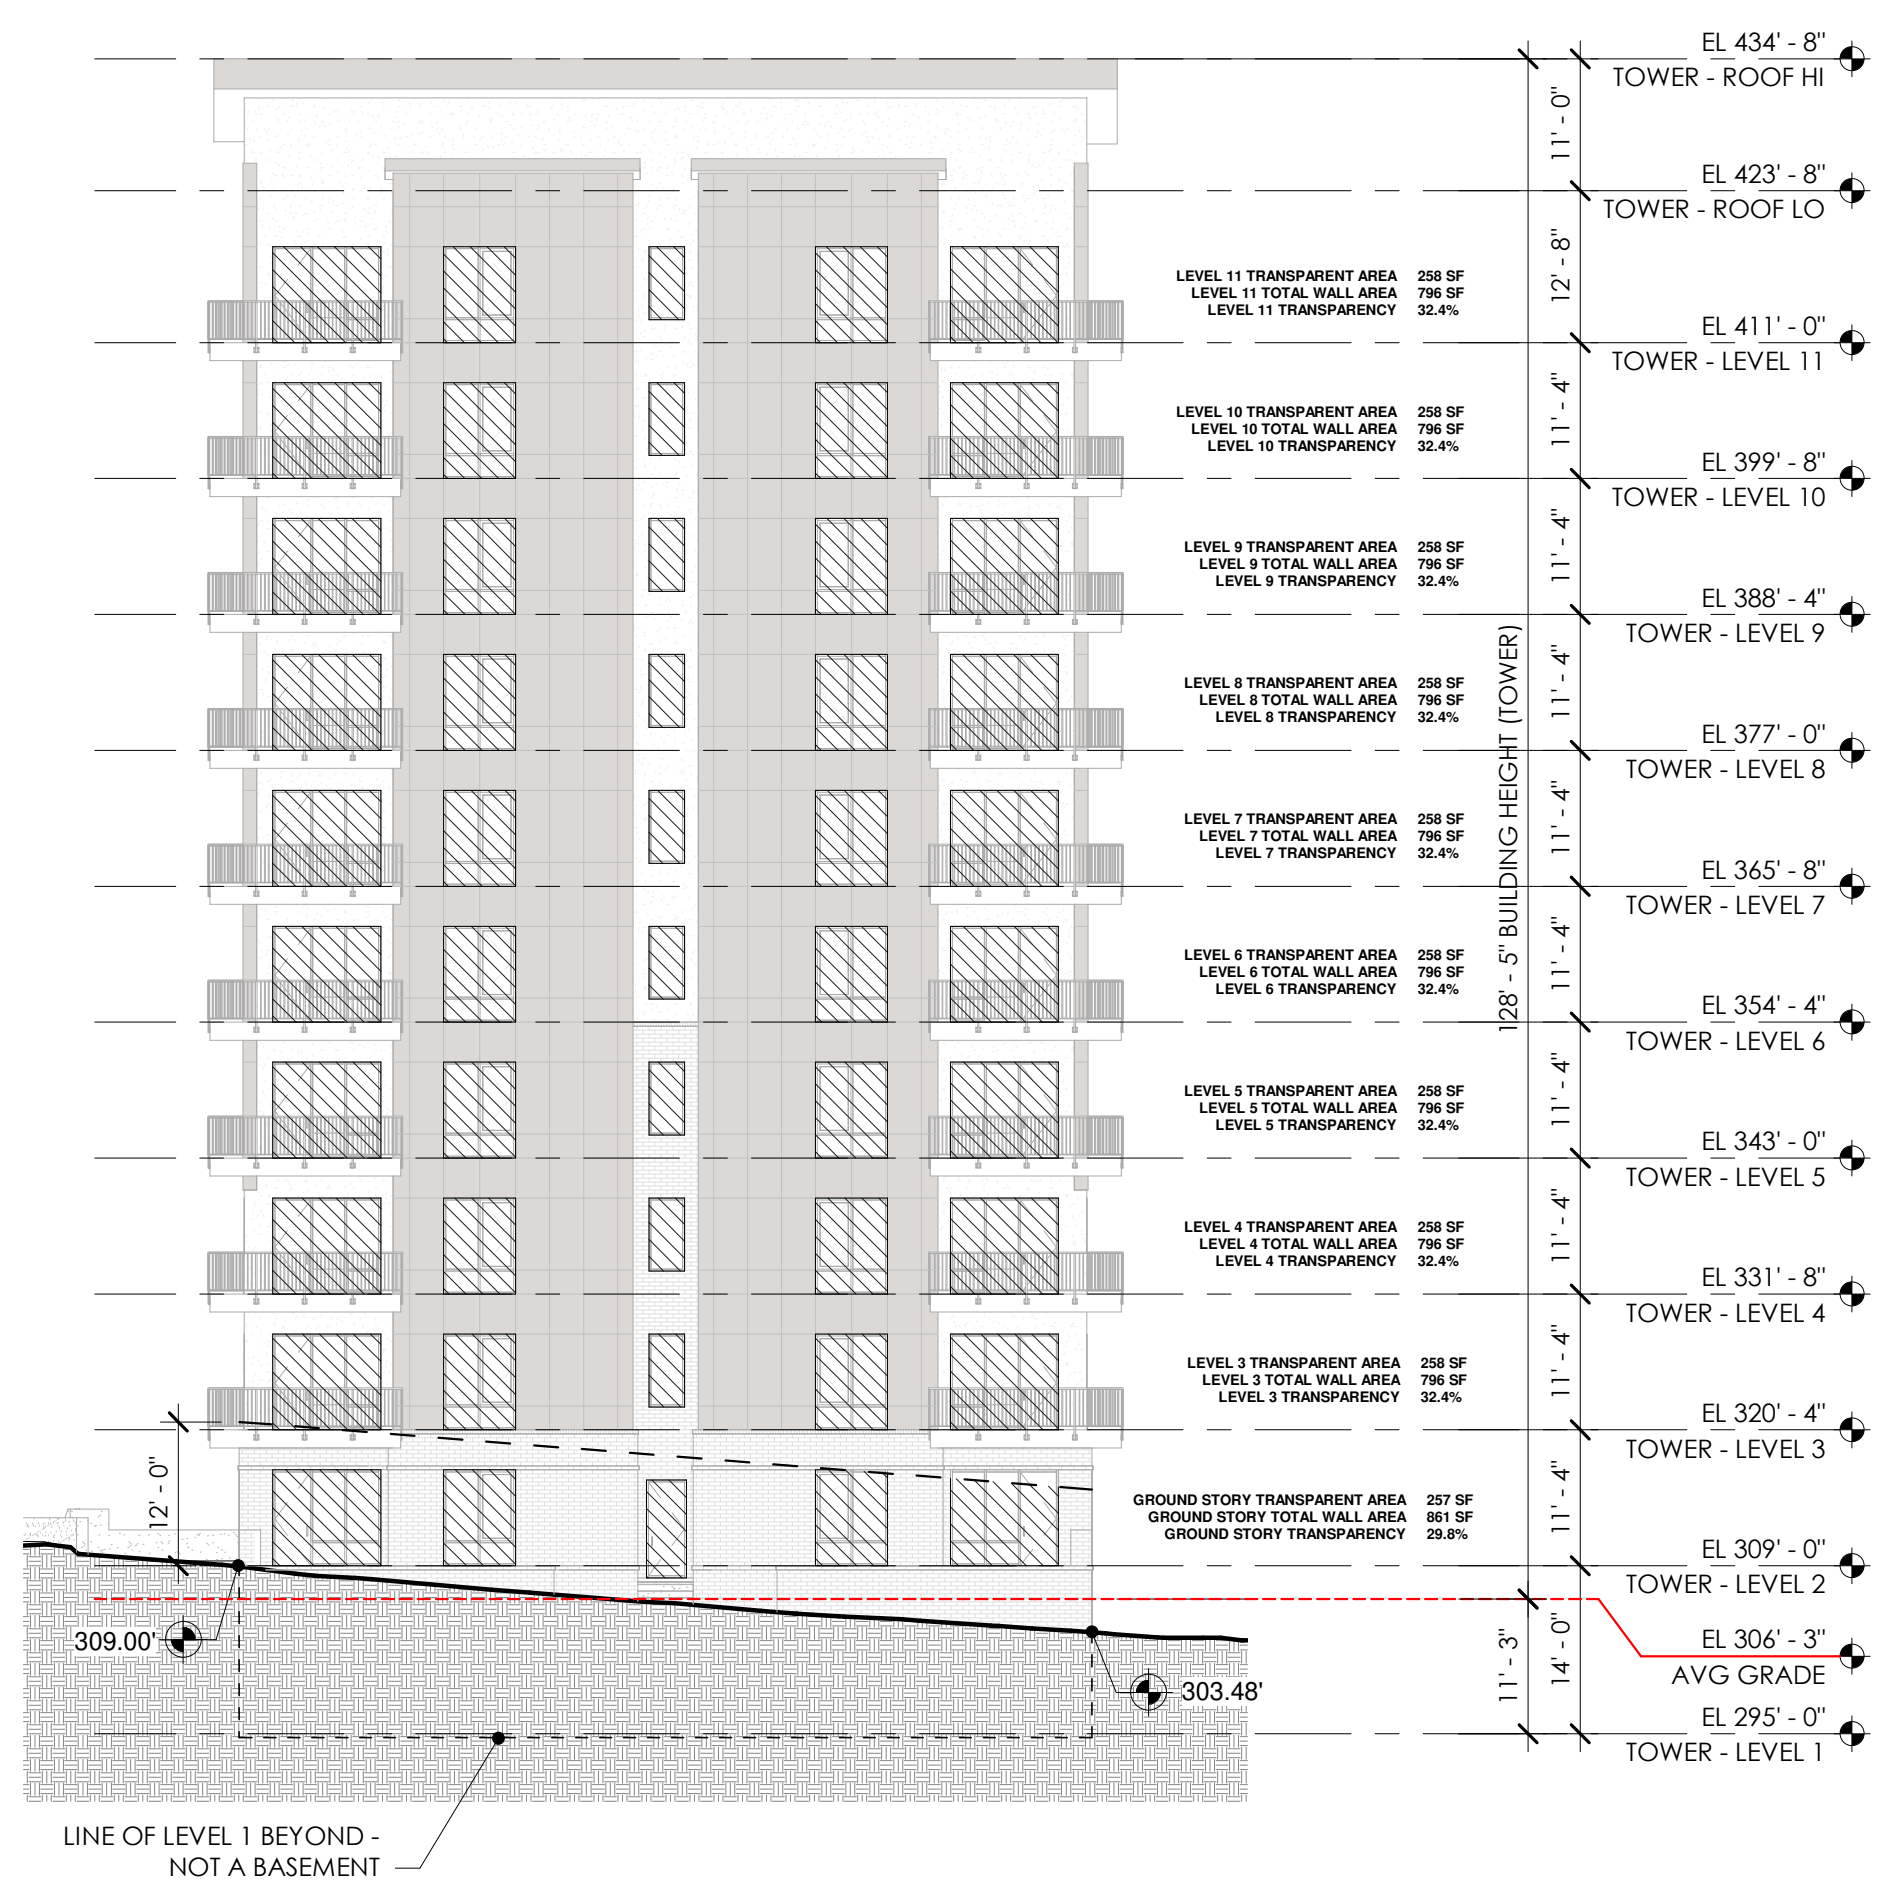 EL 434' - 8"
TOWER - ROOF HI
11' - 0"
EL 423' - 8"
TOWER - ROOF LO
12' - 8"
LEVEL 11 TRANSPARENT AREA 258 SF
LEVEL 11 TOTAL WALL AREA 796 SF
LEVEL 11 TRANSPARENCY 32.4%
EL 411' - 0"
TOWER - LEVEL 11
11' - 4"
LEVEL 10 TRANSPARENT AREA 258 SF
LEVEL 10 TOTAL WALL AREA 796 SF
LEVEL 10 TRANSPARENCY 32.4%
EL 399' - 8"
TOWER - LEVEL 10
11' - 4"
LEVEL 9 TRANSPARENT AREA 258 SF
LEVEL 9 TOTAL WALL AREA 796 SF
LEVEL 9 TRANSPARENCY 32.4%
EL 388' - 4"
TOWER - LEVEL 9
128' - 5" BUILDING HEIGHT (TOWER)
11' - 4"
LEVEL 8 TRANSPARENT AREA 258 SF
LEVEL 8 TOTAL WALL AREA 796 SF
LEVEL 8 TRANSPARENCY 32.4%
EL 377' - 0"
TOWER - LEVEL 8
11' - 4"
LEVEL 7 TRANSPARENT AREA 258 SF
LEVEL 7 TOTAL WALL AREA 796 SF
LEVEL 7 TRANSPARENCY 32.4%
EL 365' - 8"
TOWER - LEVEL 7
11' - 4"
LEVEL 6 TRANSPARENT AREA 258 SF
LEVEL 6 TOTAL WALL AREA 796 SF
LEVEL 6 TRANSPARENCY 32.4%
EL 354' - 4"
TOWER - LEVEL 6
11' - 4"
LEVEL 5 TRANSPARENT AREA 258 SF
LEVEL 5 TOTAL WALL AREA 796 SF
LEVEL 5 TRANSPARENCY 32.4%
EL 343' - 0"
TOWER - LEVEL 5
11' - 4"
LEVEL 4 TRANSPARENT AREA 258 SF
LEVEL 4 TOTAL WALL AREA 796 SF
LEVEL 4 TRANSPARENCY 32.4%
EL 331' - 8"
TOWER - LEVEL 4
11' - 4"
LEVEL 3 TRANSPARENT AREA 258 SF
LEVEL 3 TOTAL WALL AREA 796 SF
LEVEL 3 TRANSPARENCY 32.4%
EL 320' - 4"
TOWER - LEVEL 3
12' - 0"
11' - 4"
GROUND STORY TRANSPARENT AREA 257 SF
GROUND STORY TOTAL WALL AREA 861 SF
GROUND STORY TRANSPARENCY 29.8%
EL 309' - 0"
TOWER - LEVEL 2
309.00'
303.48'
11' - 3"
14' - 0"
EL 306' - 3"
AVG GRADE
EL 295' - 0"
TOWER - LEVEL 1
LINE OF LEVEL 1 BEYOND -
NOT A BASEMENT